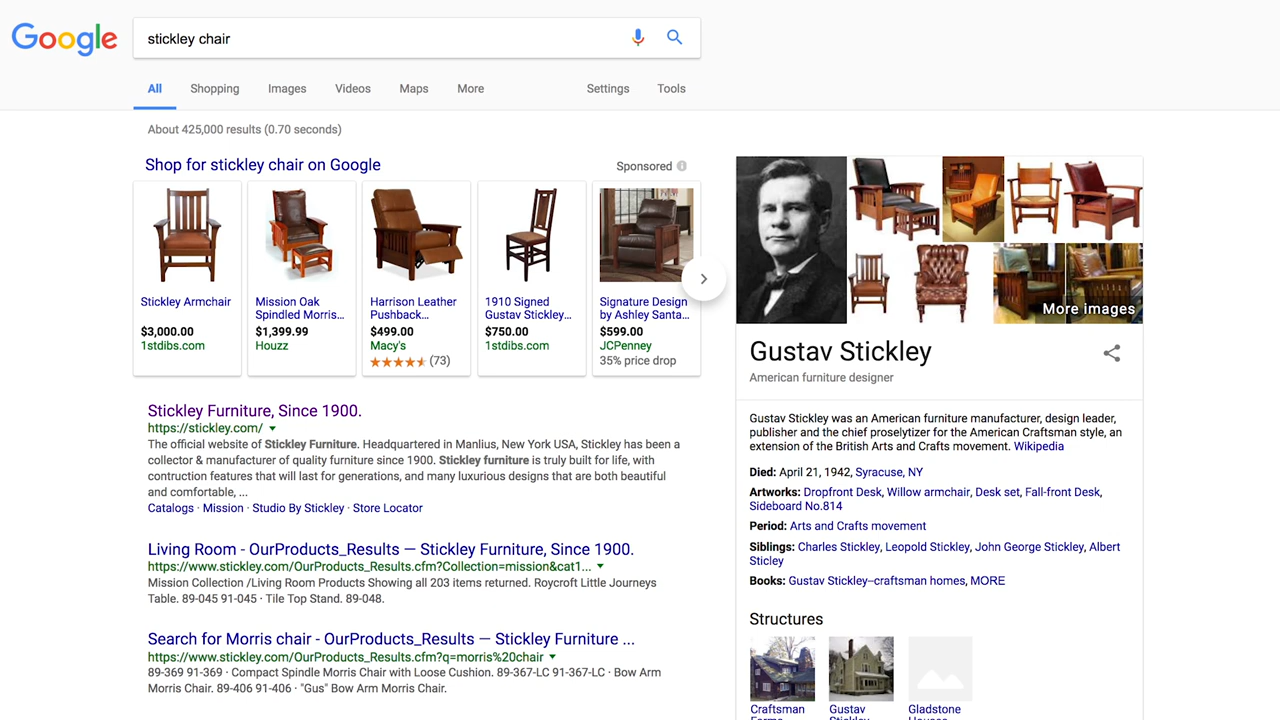 Google
stickley chair
All
Shopping
Images
Videos
Maps
More
Settings
Tools
About 425,000 results (0.70 seconds)
Shop for stickley chair on Google
Sponsored
Stickley Armchair
$3,000.00
1stdibs.com
Mission Oak
Spindled Morris...
$1,399.99
Houzz
Harrison Leather
Pushback...
$499.00
Macy's
(73)
1910 Signed
Gustav Stickley...
$750.00
1stdibs.com
Signature Design
by Ashley Santa...
$599.00
JCPenney
35% price drop
Stickley Furniture, Since 1900.
https://stickley.com/
The official website of Stickley Furniture. Headquartered in Manlius, New York USA, Stickley has been a
collector & manufacturer of quality furniture since 1900. Stickley furniture is truly built for life, with
contruction features that will last for generations, and many luxurious designs that are both beautiful
and comfortable, ...
Catalogs · Mission · Studio By Stickley · Store Locator
Living Room - OurProducts_Results — Stickley Furniture, Since 1900.
https://www.stickley.com/OurProducts_Results.cfm?Collection=mission&cat1...
Mission Collection /Living Room Products Showing all 203 items returned. Roycroft Little Journeys
Table. 89-045 91-045 · Tile Top Stand. 89-048.
Search for Morris chair - OurProducts_Results — Stickley Furniture ...
https://www.stickley.com/OurProducts_Results.cfm?q=morris%20chair
89-369 91-369 · Compact Spindle Morris Chair with Loose Cushion. 89-367-LC 91-367-LC · Bow Arm
Morris Chair. 89-406 91-406 · "Gus" Bow Arm Morris Chair.
More images
Gustav Stickley
American furniture designer
Gustav Stickley was an American furniture manufacturer, design leader,
publisher and the chief proselytizer for the American Craftsman style, an
extension of the British Arts and Crafts movement. Wikipedia
Died: April 21, 1942, Syracuse, NY
Artworks: Dropfront Desk, Willow armchair, Desk set, Fall-front Desk,
Sideboard No.814
Period: Arts and Crafts movement
Siblings: Charles Stickley, Leopold Stickley, John George Stickley, Albert
Sticley
Books: Gustav Stickley–craftsman homes, MORE
Structures
Craftsman
Farms
Gustav
Stickley
Gladstone
Houses